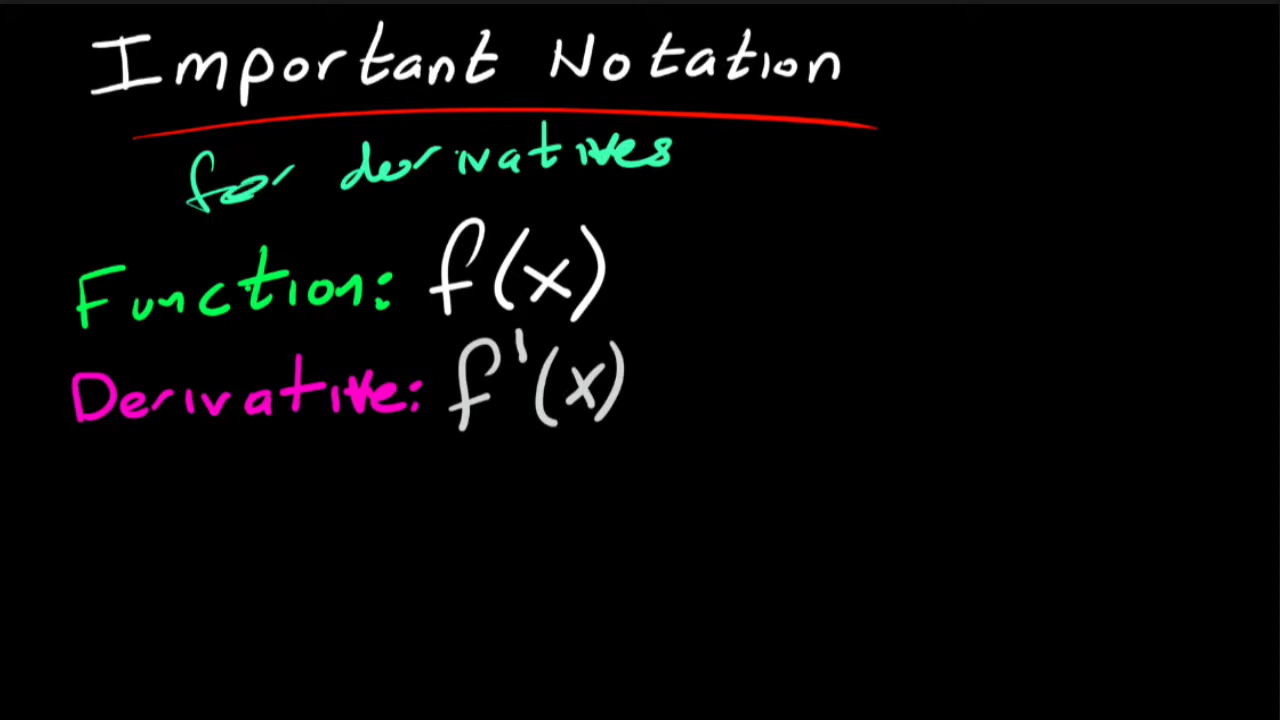 Important Notation
for derivatives
Function: f(x)
Derivative: f'(x)